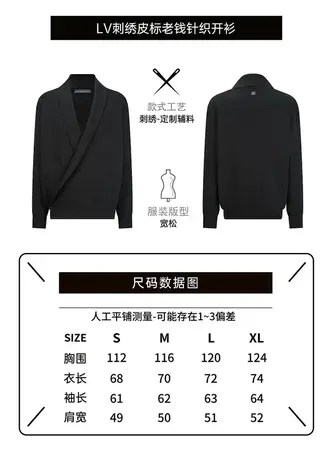 LV刺绣皮标老钱针织开衫
款式工艺
刺绣-定制辅料
服装版型
宽松
尺码数据图
人工平铺测量-可能存在1~3偏差
SIZE S M L XL
胸围 112 116 120 124
衣长 68 70 72 74
袖长 61 62 63 64
肩宽 49 50 51 52